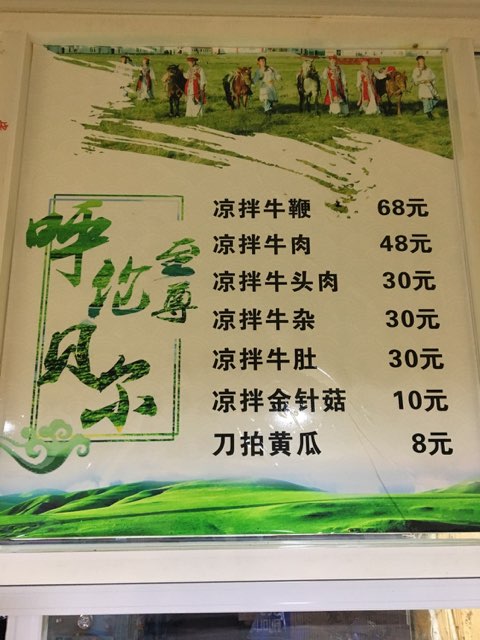 呼伦贝尔
至尊
凉拌牛鞭 68元
凉拌牛肉 48元
凉拌牛头肉 30元
凉拌牛杂 30元
凉拌牛肚 30元
凉拌金针菇 10元
刀拍黄瓜 8元